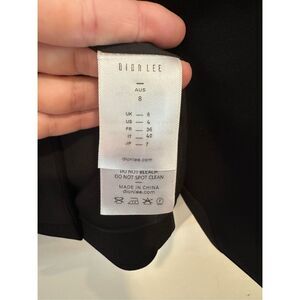 DION LEE
AUS
8
UK — 8
US — 4
FR — 36
IT — 40
JP — 7
dionlee.com
DO NOT BLEACH
DO NOT SPOT CLEAN
MADE IN CHINA
dionlee.com